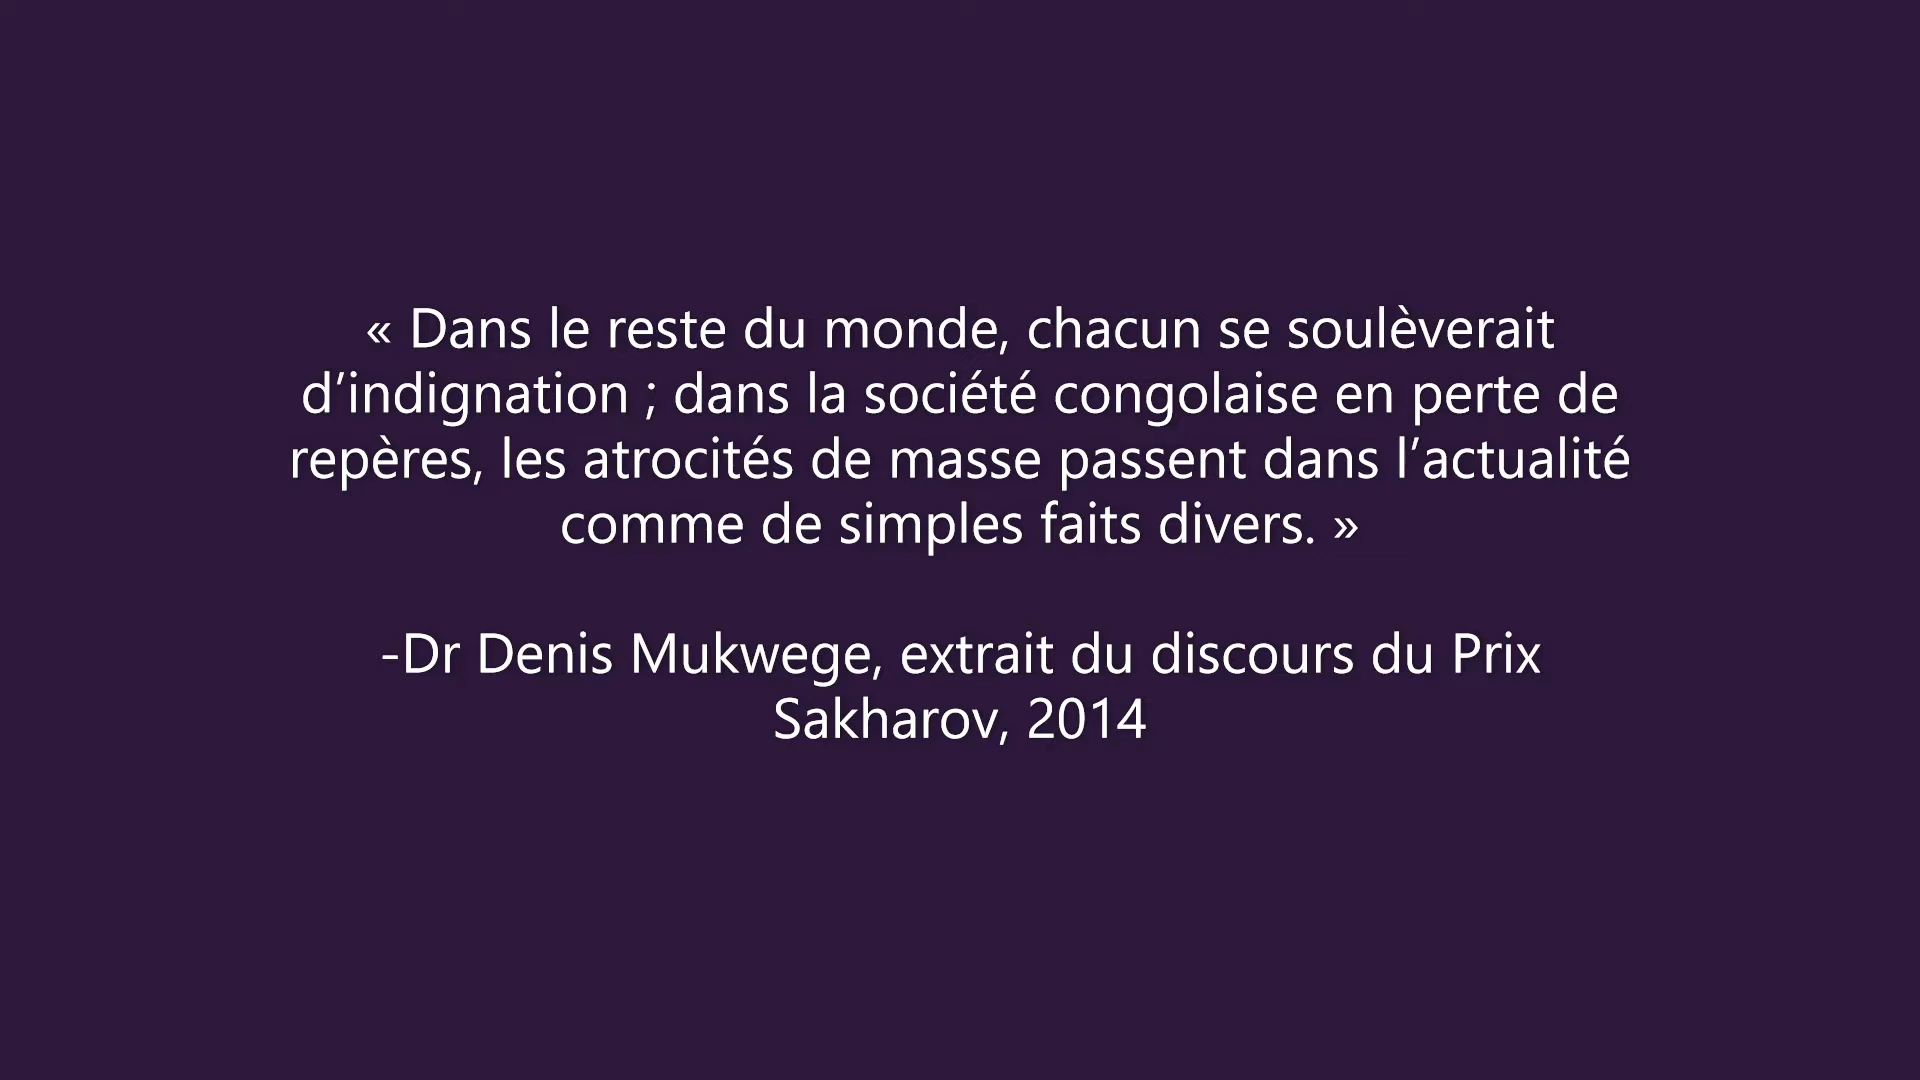 « Dans le reste du monde, chacun se soulèverait
d’indignation ; dans la société congolaise en perte de
repères, les atrocités de masse passent dans l’actualité
comme de simples faits divers. »
-Dr Denis Mukwege, extrait du discours du Prix
Sakharov, 2014